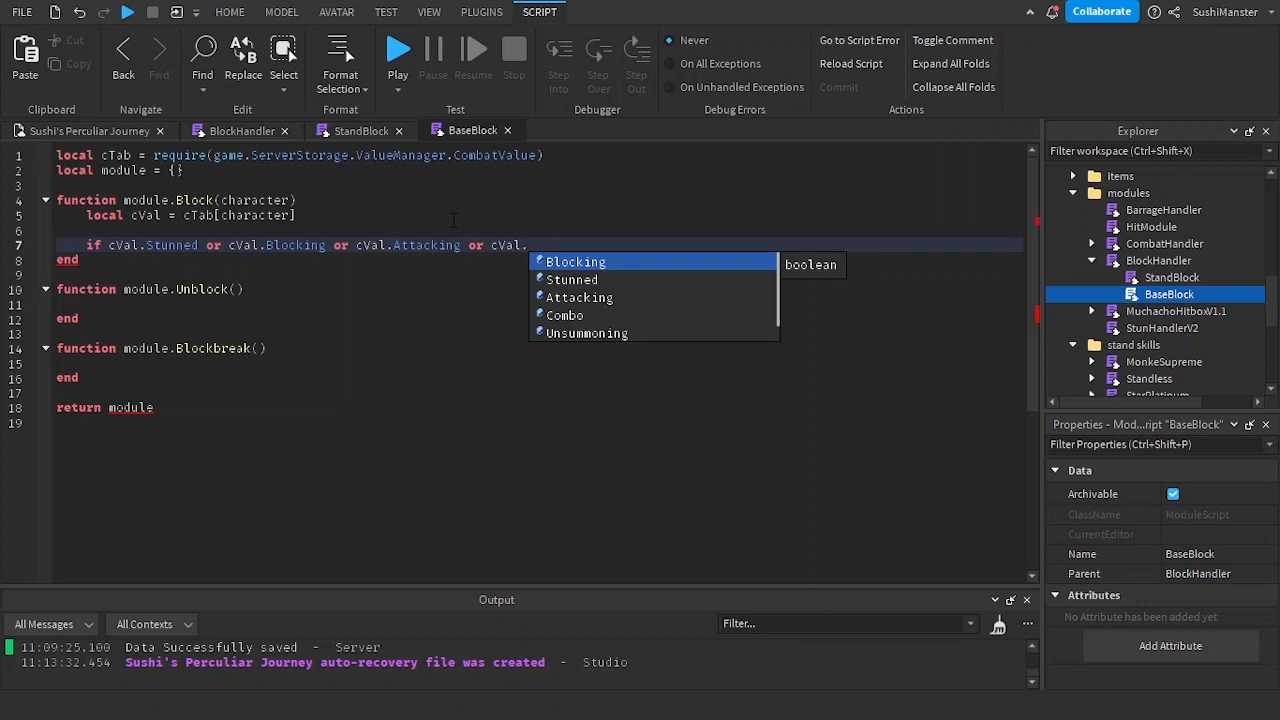 FILE HOME MODEL AVATAR TEST VIEW PLUGINS SCRIPT Collaborate SushiManster
Paste Cut Copy Back Fwd Find Replace Select Format Selection Play Pause Resume Stop Step Into Step Over Step Out
Never
On All Exceptions
On Unhandled Exceptions
Go to Script Error
Reload Script
Commit
Toggle Comment
Expand All Folds
Collapse All Folds
Clipboard Navigate Edit Format Test Debugger Debug Errors Actions
Sushi's Perculiar Journey BlockHandler StandBlock BaseBlock
1 local cTab = require(game.ServerStorage.ValueManager.CombatValue)
2 local module = {}
3
4 function module.Block(character)
5 local cVal = cTab[character]
6
7 if cVal.Stunned or cVal.Blocking or cVal.Attacking or cVal.
8 end
9
10 function module.Unblock()
11
12 end
13
14 function module.Blockbreak()
15
16 end
17
18 return module
19
Blocking boolean
Stunned
Attacking
Combo
Unsummoning
Explorer
Filter workspace (Ctrl+Shift+X)
items
modules
BarrageHandler
HitModule
CombatHandler
BlockHandler
StandBlock
BaseBlock
MuchachoHitboxV1.1
StunHandlerV2
stand skills
MonkeSupreme
Standless
StarPlatinum
Properties - Mod...ript "BaseBlock"
Filter Properties (Ctrl+Shift+P)
Data
Archivable
ClassName ModuleScript
CurrentEditor
Name BaseBlock
Parent BlockHandler
Attributes
No Attribute has been added yet
Add Attribute
Output
All Messages All Contexts Filter...
11:09:25.100 Data Successfully saved - Server
11:13:32.454 Sushi's Perculiar Journey auto-recovery file was created - Studio